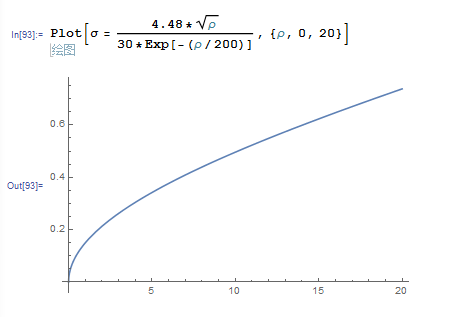 In[93]:= Plot[σ = (4.48 * √ρ) / (30 * Exp[-(ρ / 200)]), {ρ, 0, 20}]
绘图
Out[93]=
0.6
0.4
0.2
5 10 15 20